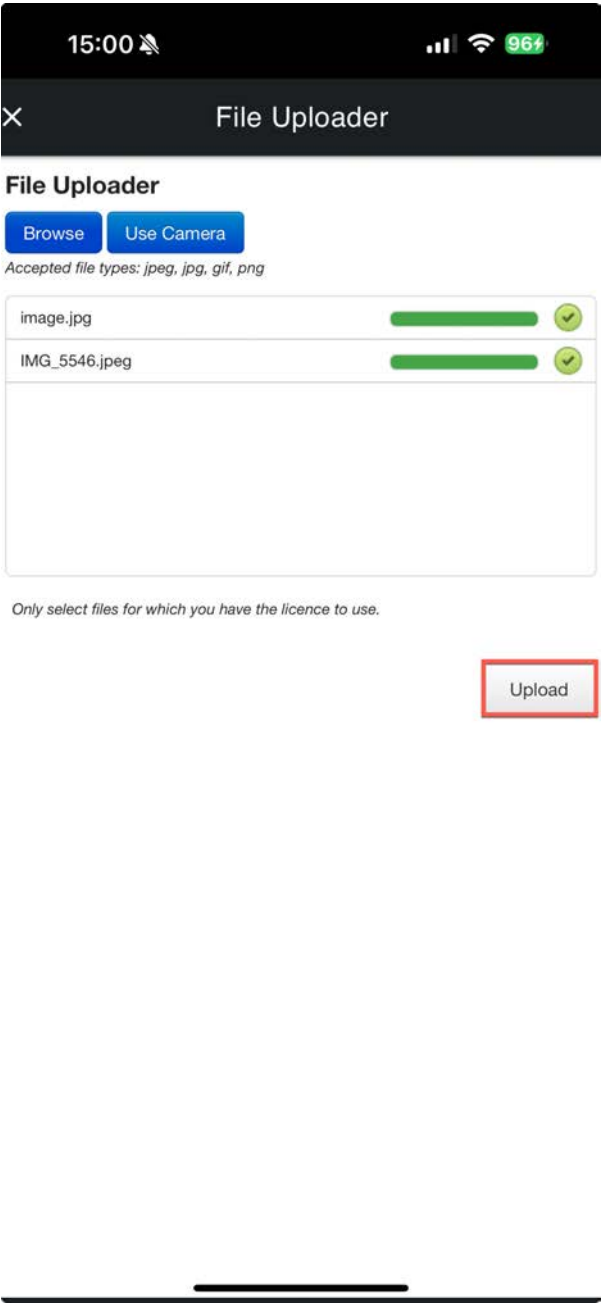 15:00
96
File Uploader
File Uploader
Browse Use Camera
Accepted file types: jpeg, jpg, gif, png
image.jpg
IMG_5546.jpeg
Only select files for which you have the licence to use.
Upload